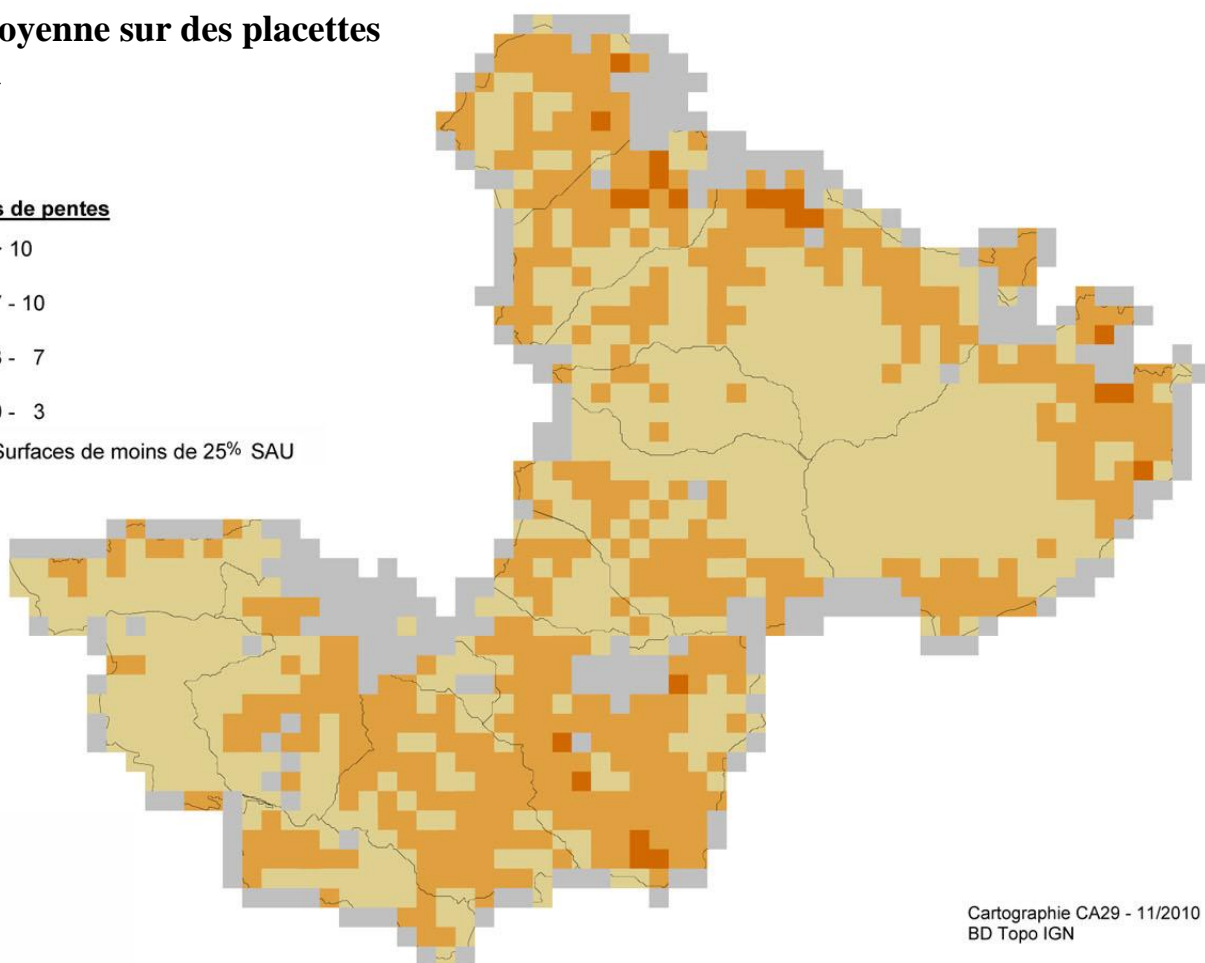 oyenne sur des placettes
s de pentes
10
- 10
- 7
- 3
Surfaces de moins de 25% SAU
Cartographie CA29 - 11/2010
BD Topo IGN